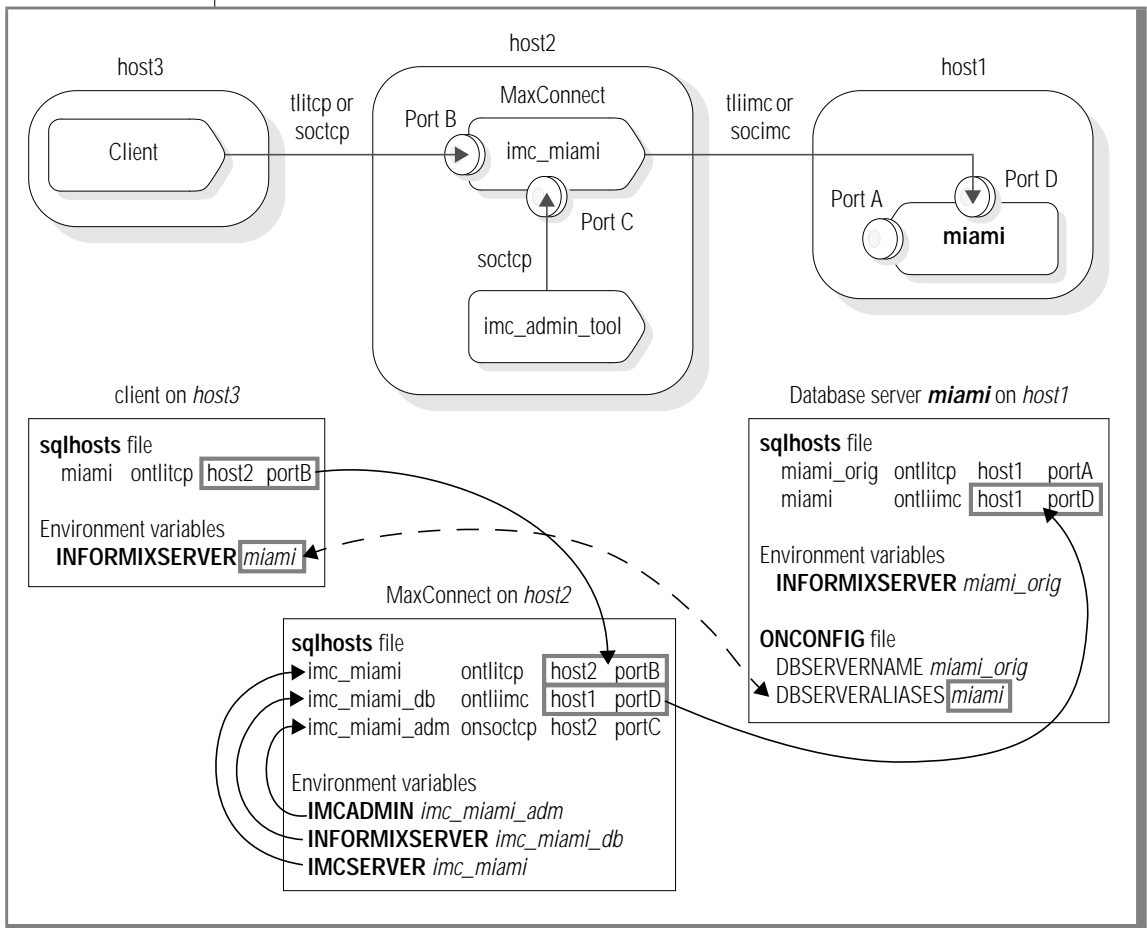 host3
host2
host1
tlitcp or
soctcp
Port B
MaxConnect
imc_miami
tliimc or
socimc
Client
Port C
Port A
Port D
miami
soctcp
imc_admin_tool
client on host3
sqlhosts file
miami ontlitcp host2 portB
Environment variables
INFORMIXSERVER miami
Database server miami on host1
sqlhosts file
miami_orig ontlitcp host1 portA
miami ontliimc host1 portD
Environment variables
INFORMIXSERVER miami_orig
ONCONFIG file
DBSERVERNAME miami_orig
DBSERVERALIASES miami
MaxConnect on host2
sqlhosts file
imc_miami ontlitcp host2 portB
imc_miami_db ontliimc host1 portD
imc_miami_adm onsoctcp host2 portC
Environment variables
IMCADMIN imc_miami_adm
INFORMIXSERVER imc_miami_db
IMCSERVER imc_miami